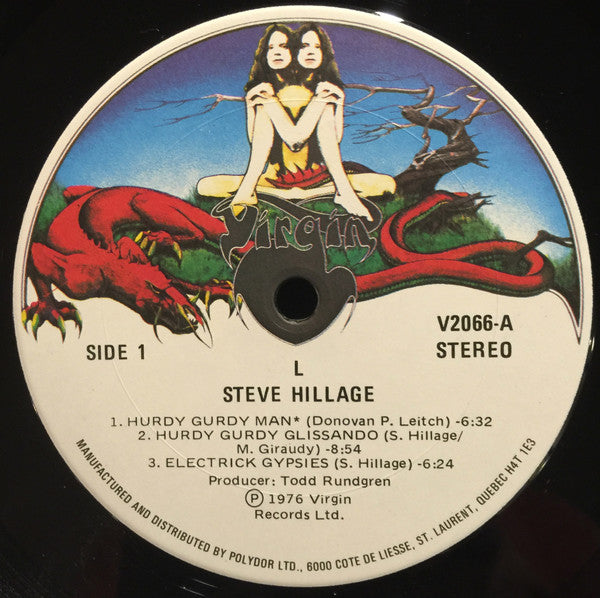 Virgin
SIDE 1
V2066-A
STEREO
L
STEVE HILLAGE
1. HURDY GURDY MAN* (Donovan P. Leitch) -6:32
2. HURDY GURDY GLISSANDO (S. Hillage/
M. Giraudy) -8:54
3. ELECTRICK GYPSIES (S. Hillage) -6:24
Producer: Todd Rundgren
℗ 1976 Virgin
Records Ltd.
MANUFACTURED AND DISTRIBUTED BY POLYDOR LTD., 6000 COTE DE LIESSE, ST. LAURENT, QUEBEC H4T 1E3